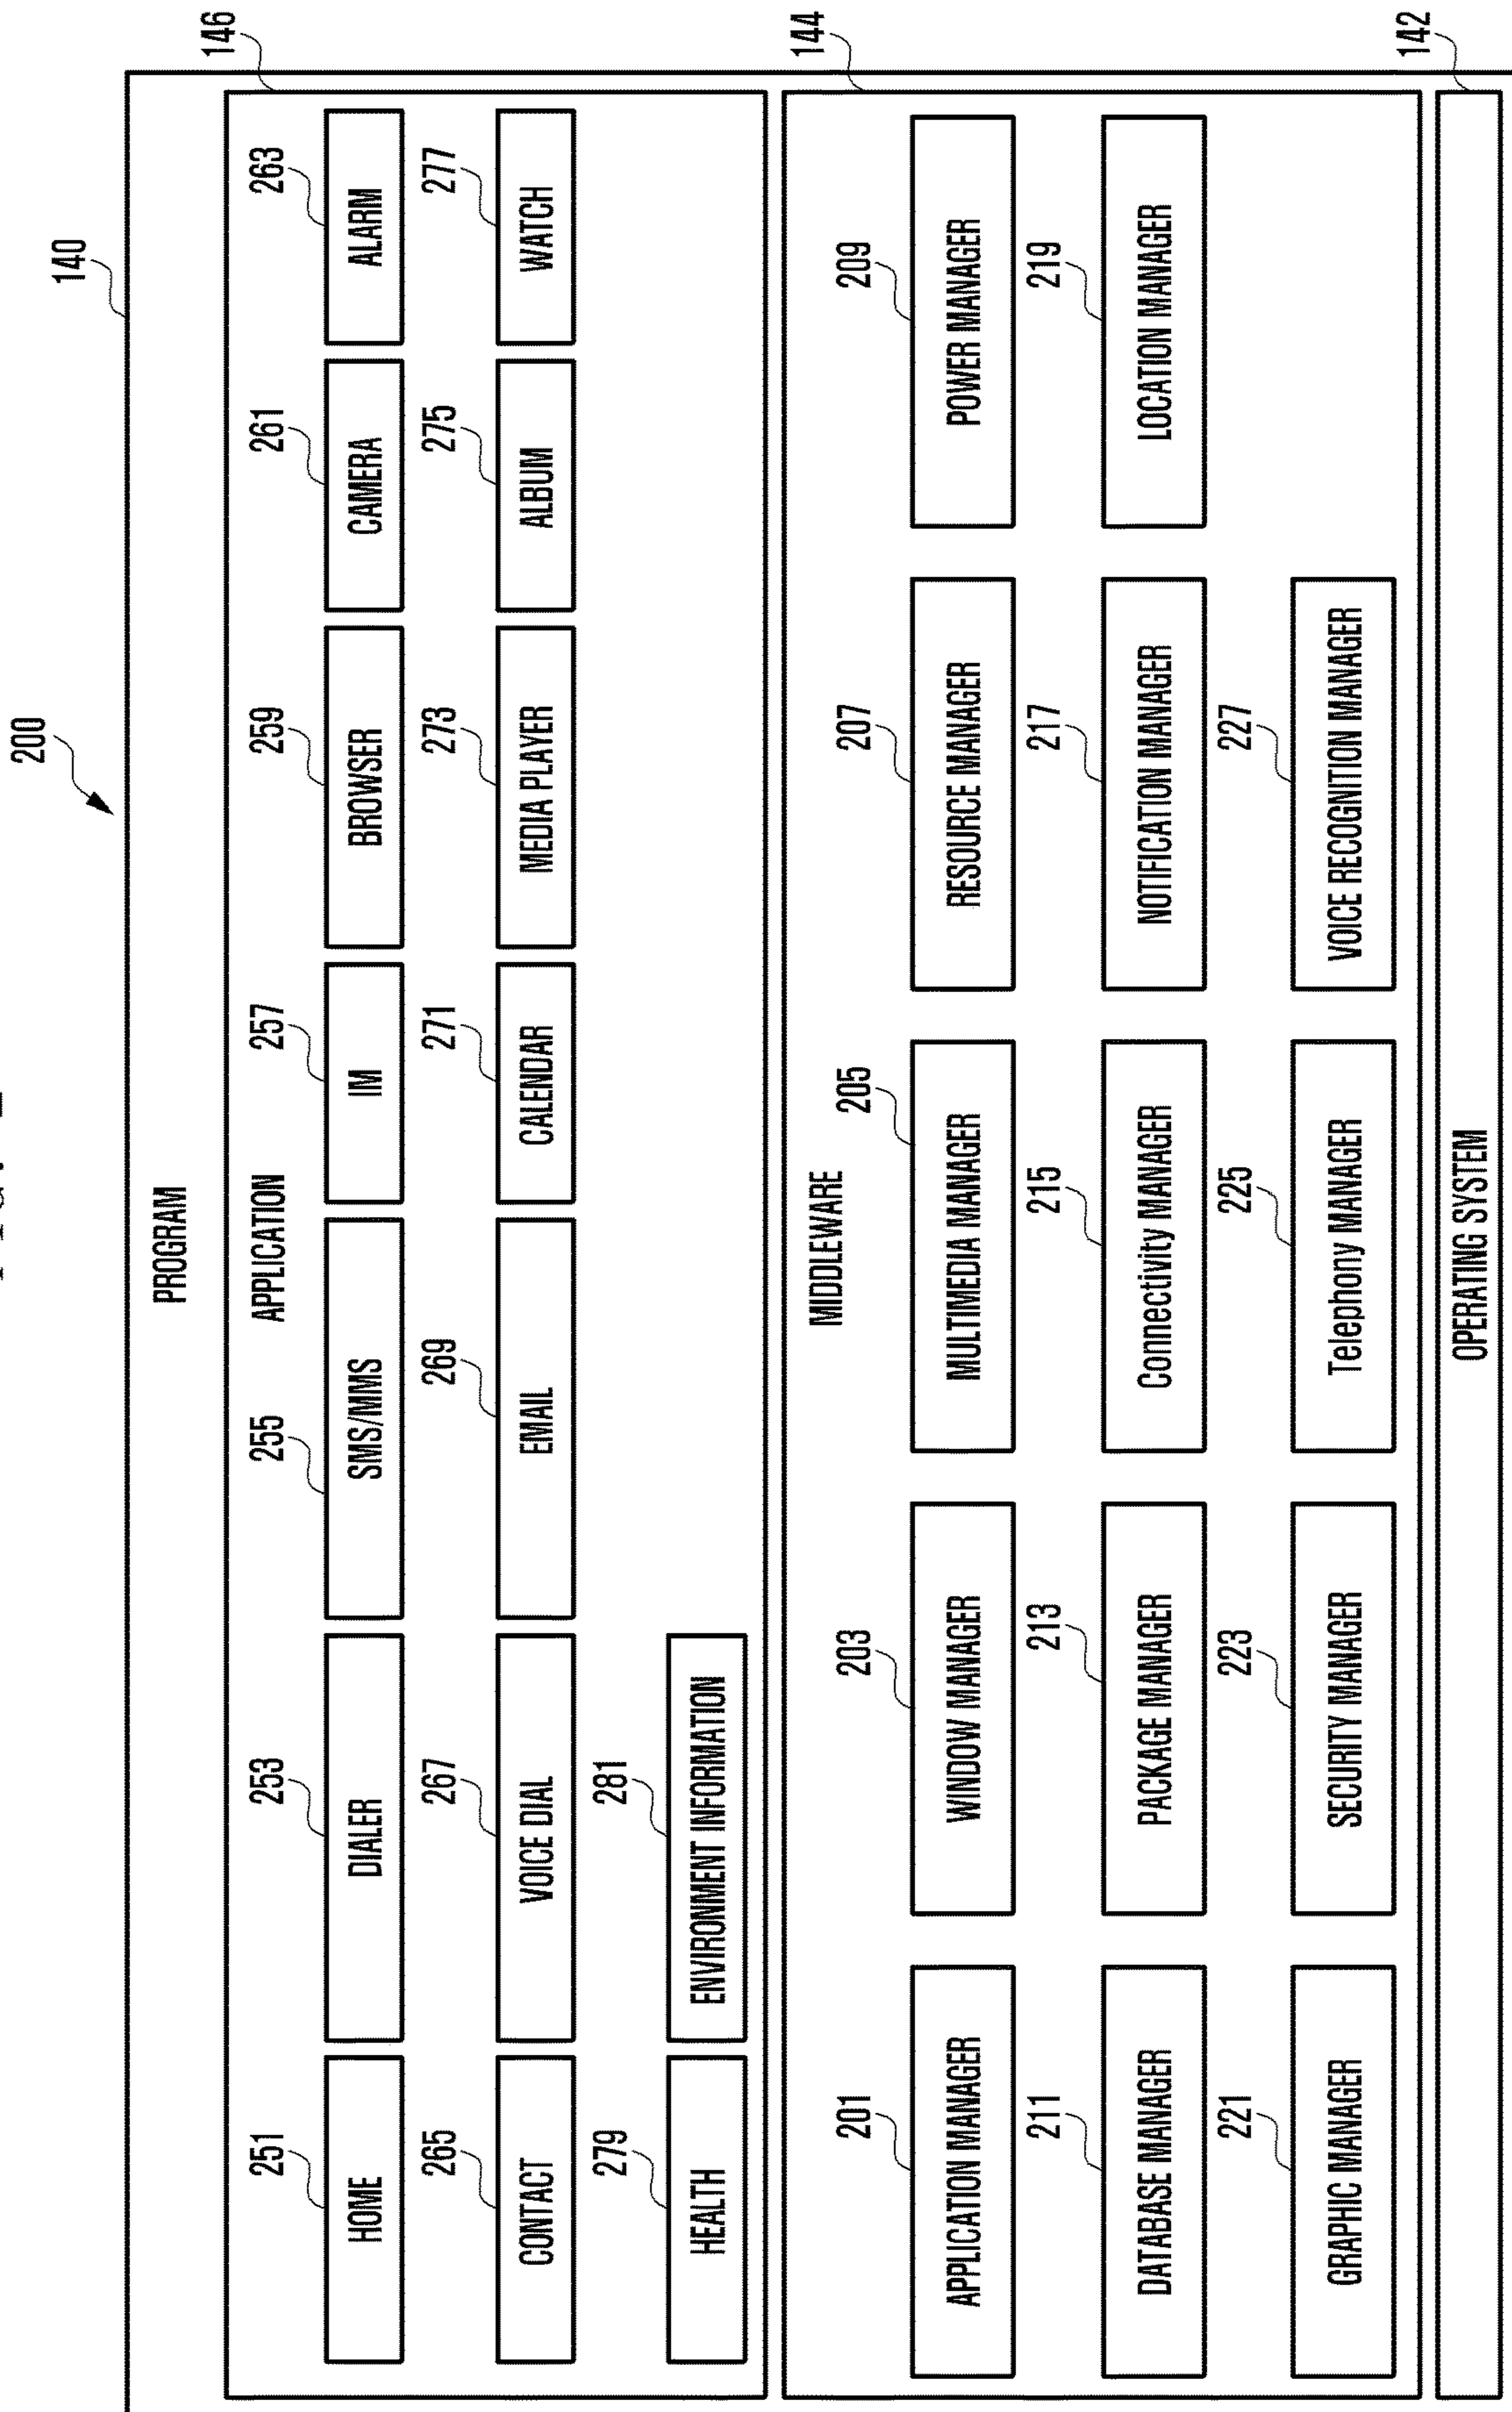 200
140
PROGRAM
146
APPLICATION
251 253 255 257 259 261 263
HOME DIALER SMS/MMS IM BROWSER CAMERA ALARM
265 267 269 271 273 275 277
CONTACT VOICE DIAL EMAIL CALENDAR MEDIA PLAYER ALBUM WATCH
279 281
HEALTH ENVIRONMENT INFORMATION
144
MIDDLEWARE
201 203 205 207 209
APPLICATION MANAGER WINDOW MANAGER MULTIMEDIA MANAGER RESOURCE MANAGER POWER MANAGER
211 213 215 217 219
DATABASE MANAGER PACKAGE MANAGER Connectivity MANAGER NOTIFICATION MANAGER LOCATION MANAGER
221 223 225 227
GRAPHIC MANAGER SECURITY MANAGER Telephony MANAGER VOICE RECOGNITION MANAGER
142
OPERATING SYSTEM